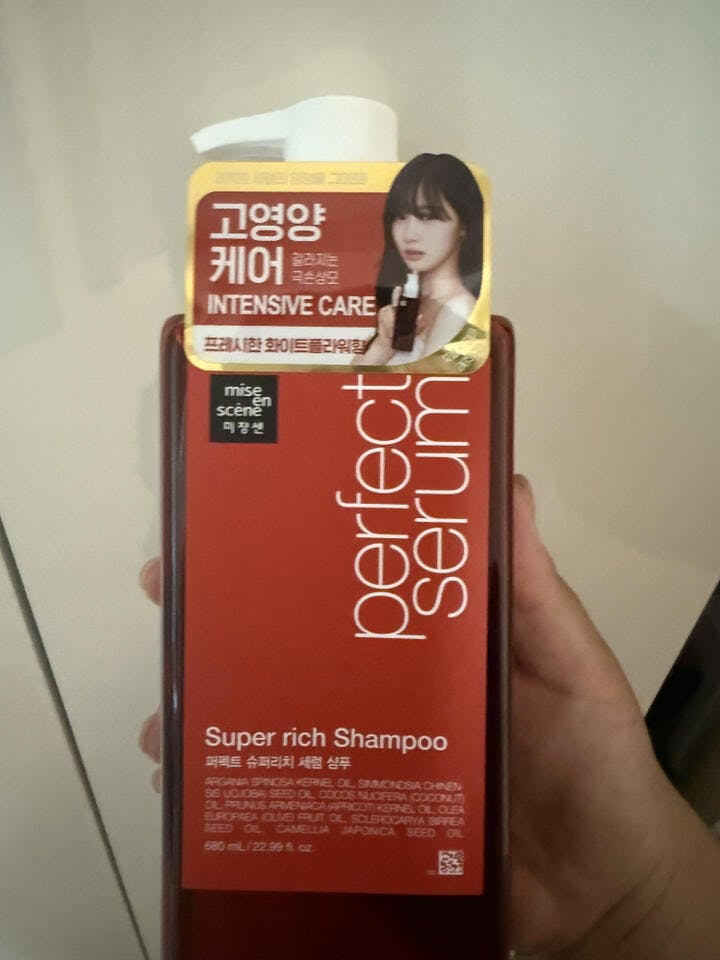 고영양
케어
갈라지는
극손상모
INTENSIVE CARE
프레시한 화이트플라워향
mise
en
scène
미쟝센
perfect
serum
Super rich Shampoo
퍼펙트 슈퍼리치 세럼 샴푸
ARGANIA SPINOSA KERNEL OIL, SIMMONDSIA CHINEN-
SIS (JOJOBA) SEED OIL, COCOS NUCIFERA (COCONUT)
OIL, PRUNUS ARMENIACA (APRICOT) KERNEL OIL, OLEA
EUROPAEA (OLIVE) FRUIT OIL, SCLEROCARYA BIRREA
SEED OIL, CAMELLIA JAPONICA SEED OIL
680 mL / 22.99 fl. oz.